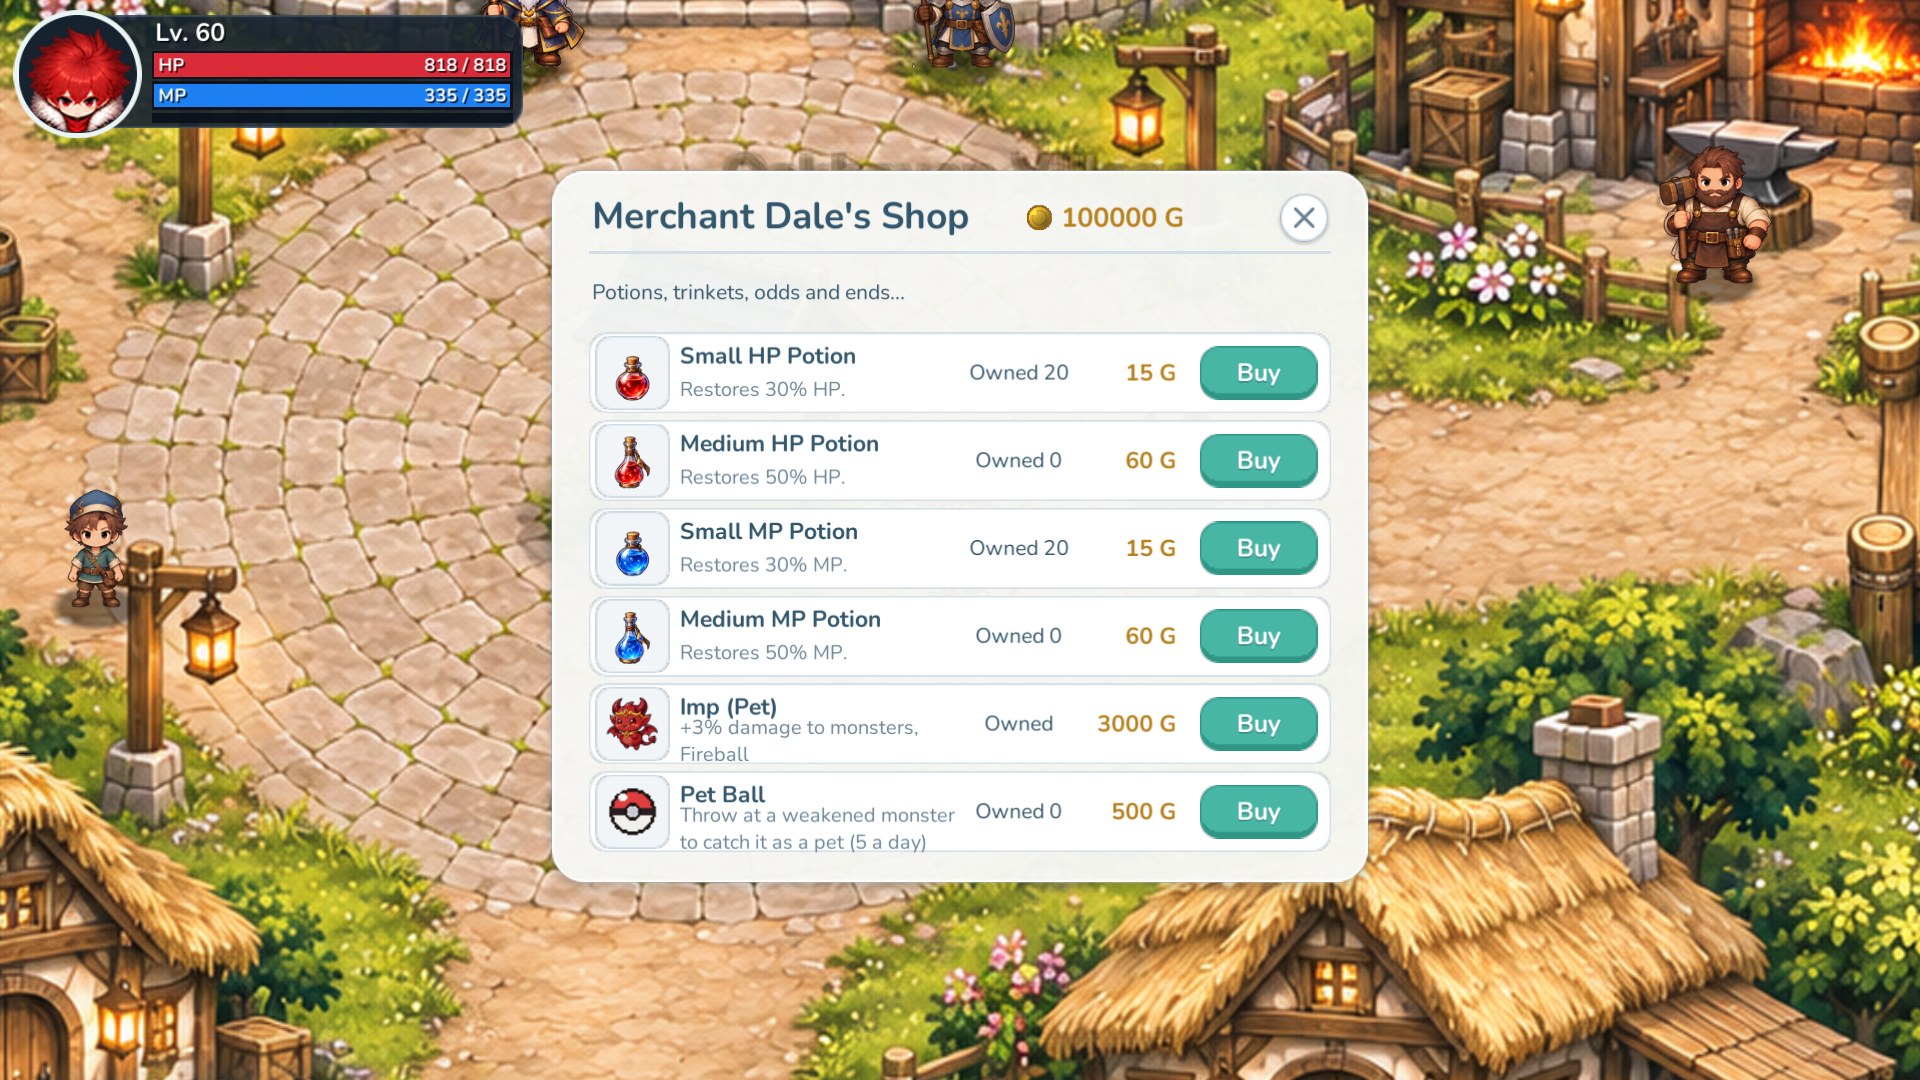 Lv. 60
HP 818 / 818
MP 335 / 335
Merchant Dale's Shop 100000 G
Potions, trinkets, odds and ends...
Small HP Potion
Restores 30% HP.
Owned 20 15 G Buy
Medium HP Potion
Restores 50% HP.
Owned 0 60 G Buy
Small MP Potion
Restores 30% MP.
Owned 20 15 G Buy
Medium MP Potion
Restores 50% MP.
Owned 0 60 G Buy
Imp (Pet)
+3% damage to monsters,
Fireball
Owned 3000 G Buy
Pet Ball
Throw at a weakened monster
to catch it as a pet (5 a day)
Owned 0 500 G Buy